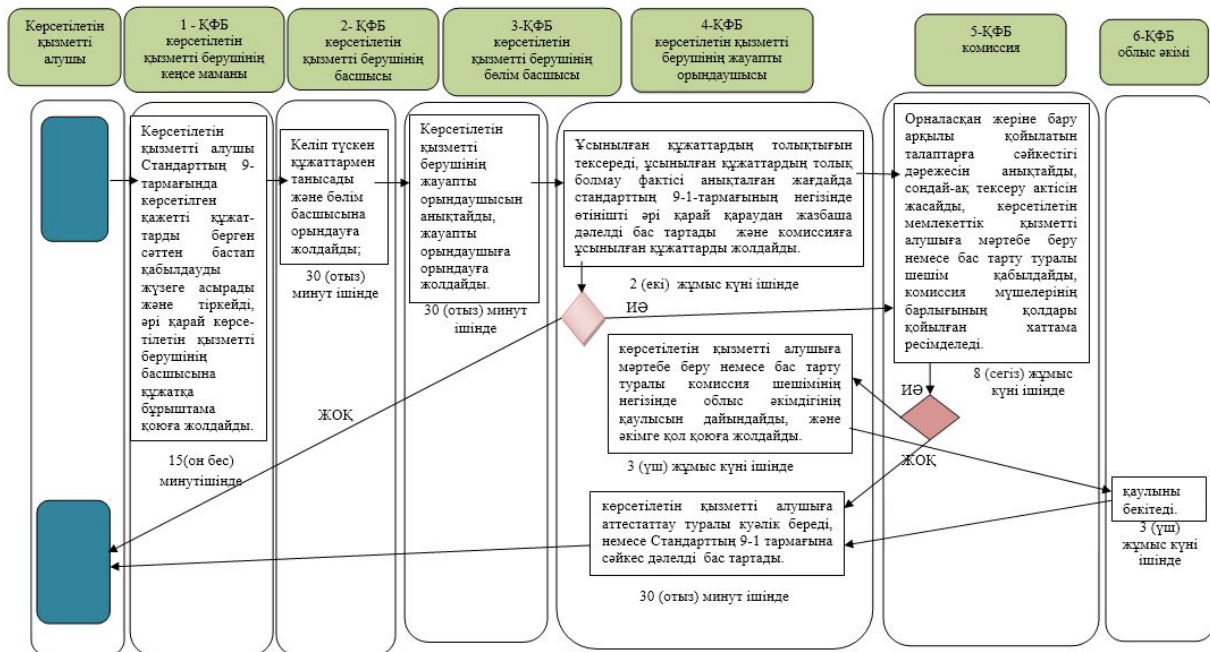 Көрсетілетін
қызметті
алушы
1 - ҚФБ
көрсетілетін
қызметті берушінің
кеңсе маманы
2- ҚФБ
көрсетілетін
қызметті берушінің
басшысы
3-ҚФБ
көрсетілетін
қызметті берушінің
бөлім басшысы
4-ҚФБ
көрсетілетін қызметті
берушінің жауапты
орындаушысы
5-ҚФБ
комиссия
6-ҚФБ
облыс әкімі
Көрсетілетін
қызметті алушы
Стандарттың 9-
тармағында
көрсетілген
қажетті құжат-
тарды берген
сәттен бастап
қабылдауды
жүзеге асырады
және тіркейді,
әрі қарай көрсе-
тілетін қызметті
берушінің
басшысына
құжатқа
бұрыштама
қоюға жолдайды.
15(он бес)
минутішінде
Келіп түскен
құжаттармен
танысады
және бөлім
басшысына
орындауға
жолдайды;
30 (отыз)
минут ішінде
Көрсетілетін
қызметті
берушінің
жауапты
орындаушысын
анықтайды,
жауапты
орындаушыға
орындауға
жолдайды.
30 (отыз) минут
ішінде
Ұсынылған құжаттардың толықтығын
тексереді, ұсынылған құжаттардың толық
болмау фактісі анықталған жағдайда
стандарттың 9-1-тармағының негізінде
өтінішті әрі қарай қараудан жазбаша
дәлелді бас тартады және комиссияға
ұсынылған құжаттарды жолдайды.
2 (екі) жұмыс күні ішінде
ИӘ
ЖОҚ
көрсетілетін қызметті алушыға
мәртебе беру немесе бас тарту
туралы комиссия шешімінің
негізінде облыс әкімдігінің
қаулысын дайындайды, және
әкімге қол қоюға жолдайды.
3 (үш) жұмыс күні ішінде
көрсетілетін қызметті алушыға
аттестаттау туралы куәлік береді,
немесе Стандарттың 9-1 тармағына
сәйкес дәлелді бас тартады.
30 (отыз) минут ішінде
Орналасқан жеріне бару
арқылы қойылатын
талаптарға сәйкестігі
дәрежесін анықтайды,
сондай-ақ тексеру актісін
жасайды, көрсетілетін
мемлекеттік қызметті
алушыға мәртебе беру
немесе бас тарту туралы
шешім қабылдайды,
комиссия мүшелерінің
барлығының қолдары
қойылған хаттама
ресімделеді.
8 (сегіз) жұмыс
күні ішінде
ИӘ
ЖОҚ
қаулыны
бекітеді.
3 (үш)
жұмыс күні
ішінде